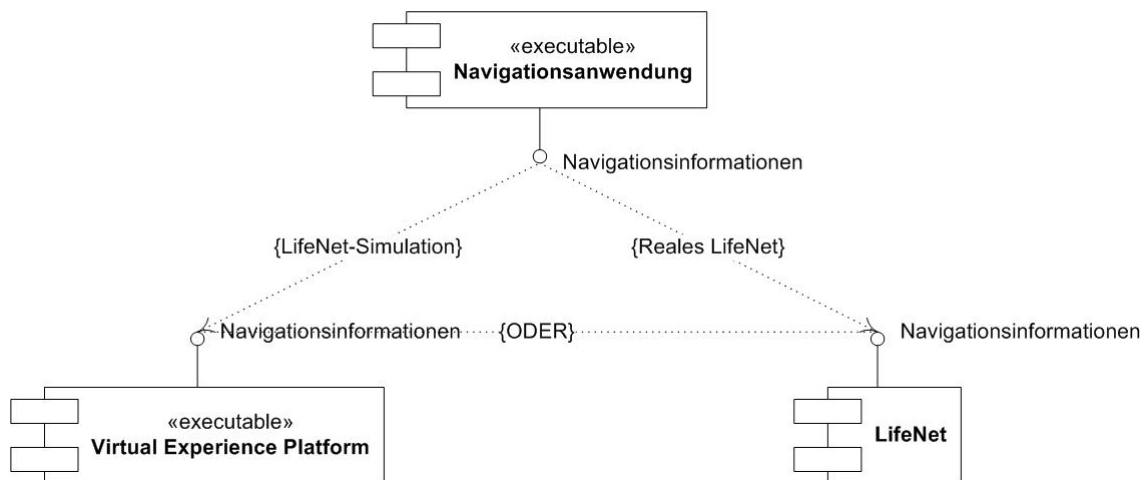 «executable»
Navigationsanwendung
Navigationsinformationen
{LifeNet-Simulation}
{Reales LifeNet}
Navigationsinformationen
{ODER}
Navigationsinformationen
«executable»
Virtual Experience Platform
LifeNet